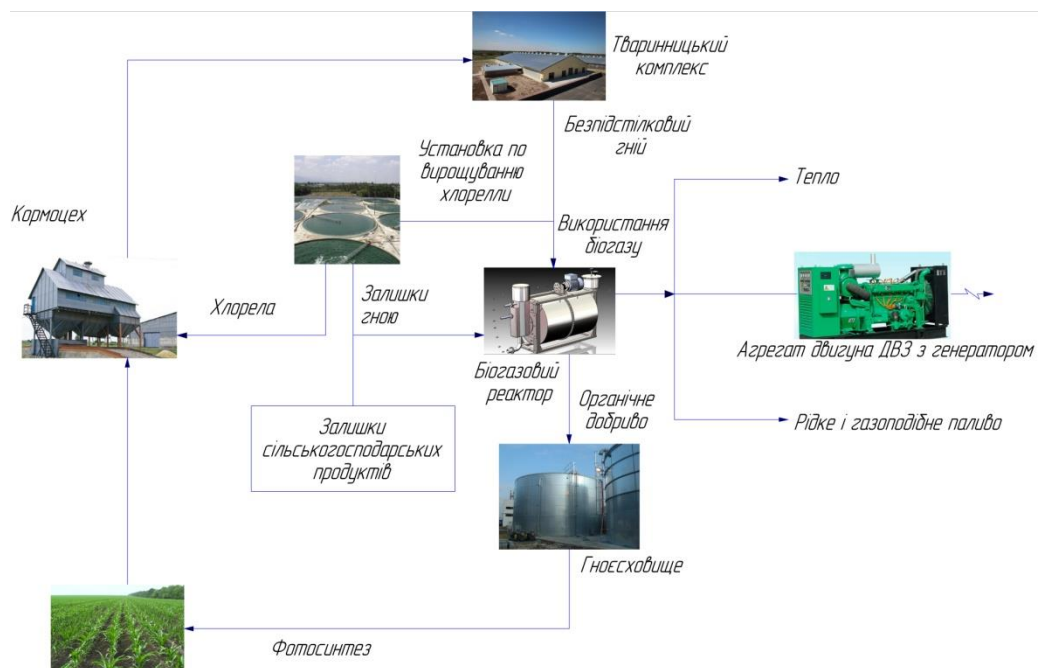 Тваринницький
комплекс
Безпідстілковий
гній
Установка по
вирощуванню
хлорелли
Тепло
Кормоцех
Використання
біогазу
Хлорела
Залишки
гною
Агрегат двигуна ДВЗ з генератором
Біогазовий
реактор
Органічне
добриво
Рідке і газоподібне паливо
Залишки
сільськогосподарських
продуктів
Гноєсховище
Фотосинтез